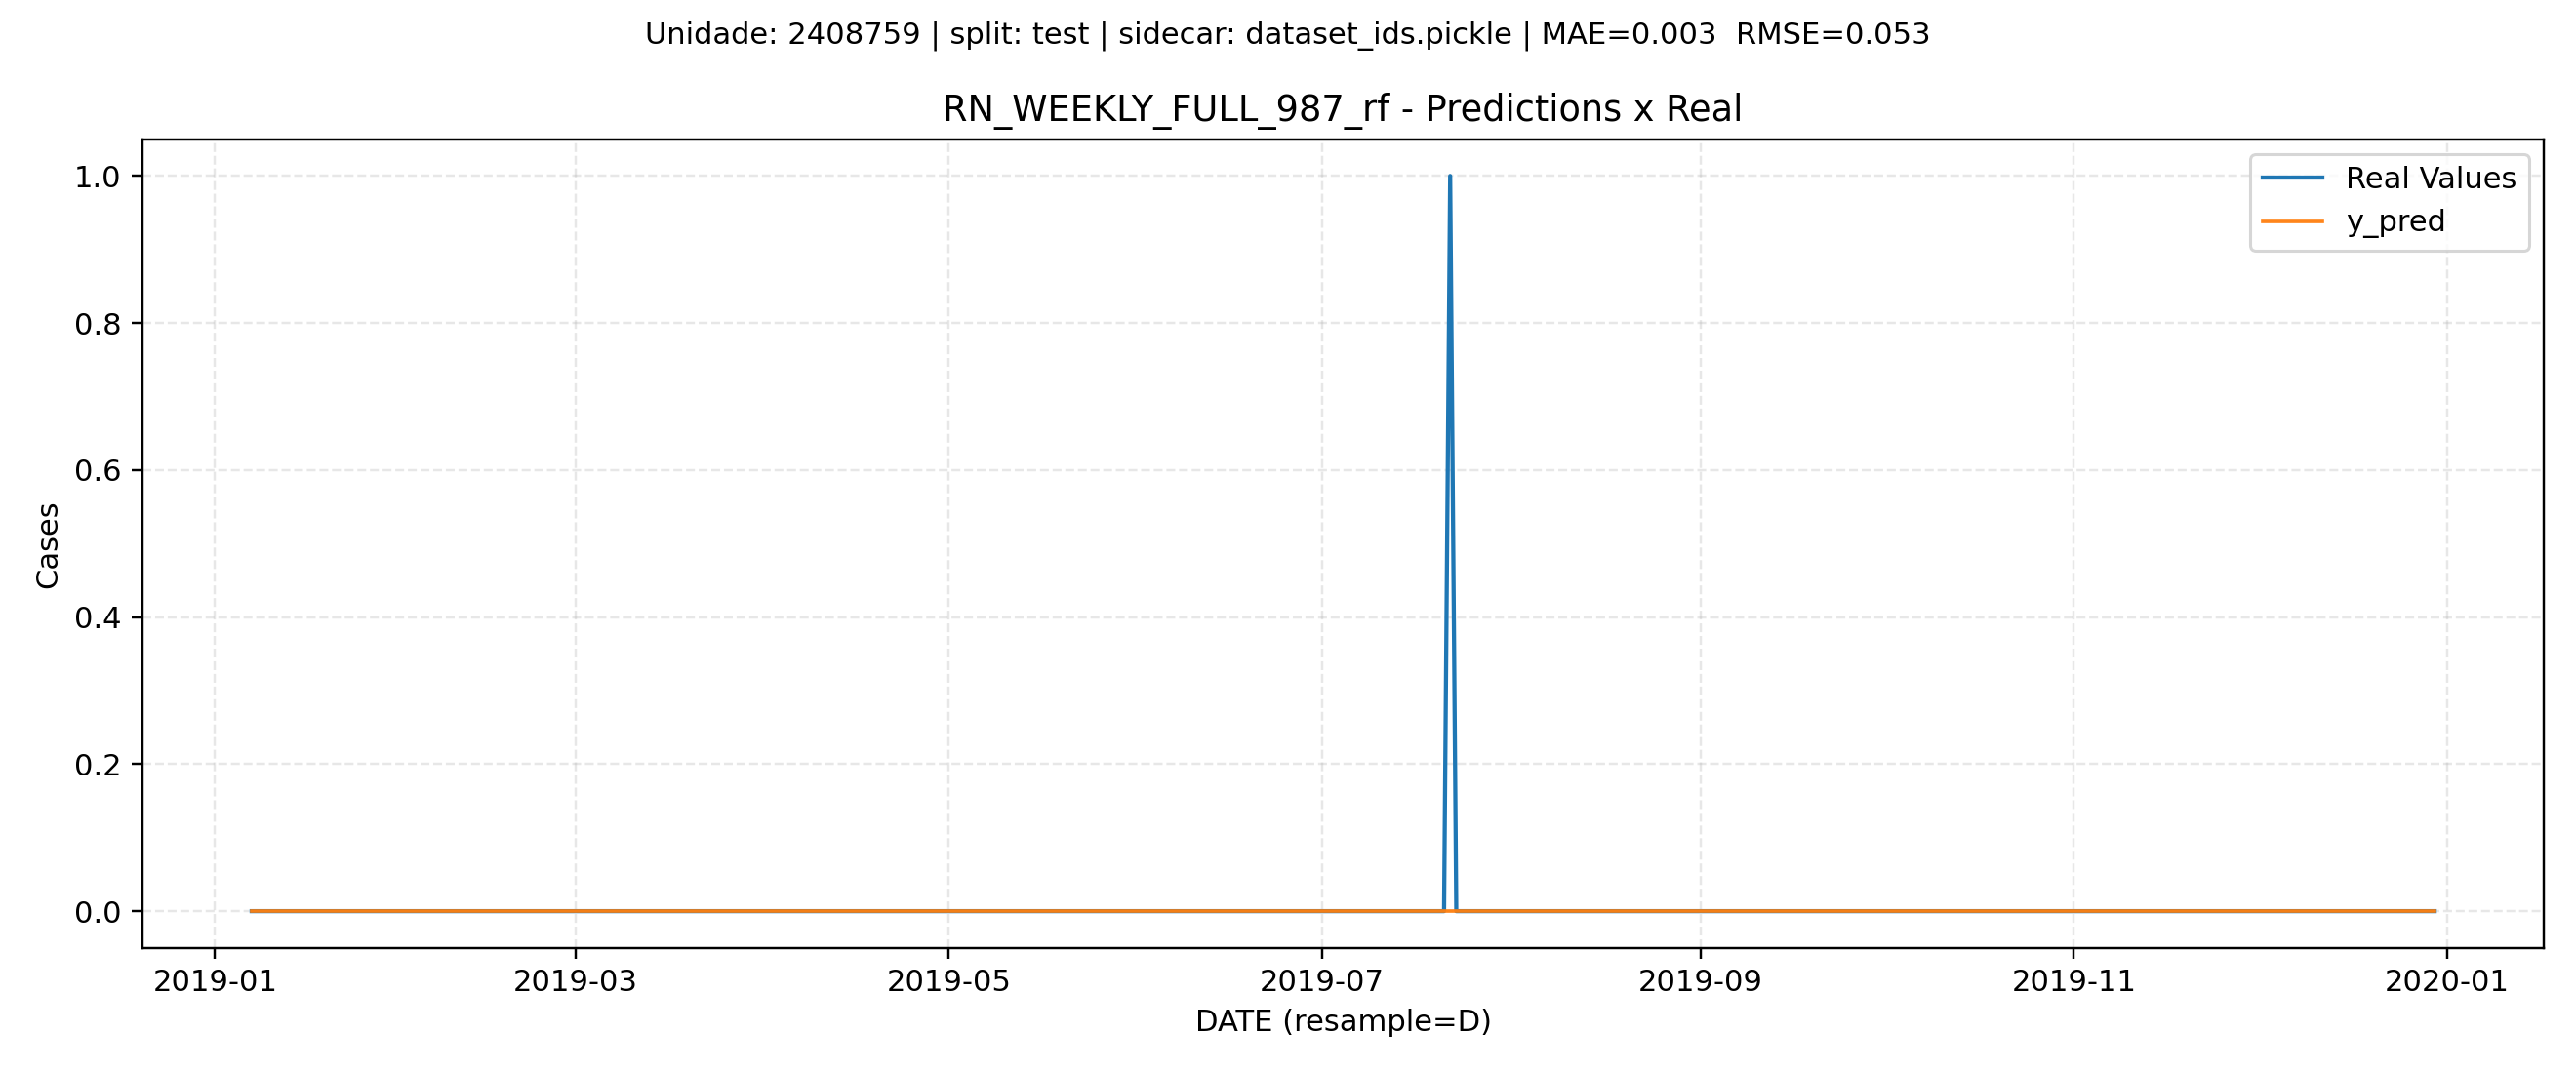 Unidade: 2408759 | split: test | sidecar: dataset_ids.pickle | MAE=0.003  RMSE=0.053
RN_WEEKLY_FULL_987_rf - Predictions x Real
Real Values
y_pred
Cases
1.0
0.8
0.6
0.4
0.2
0.0
2019-01
2019-03
2019-05
2019-07
2019-09
2019-11
2020-01
DATE (resample=D)